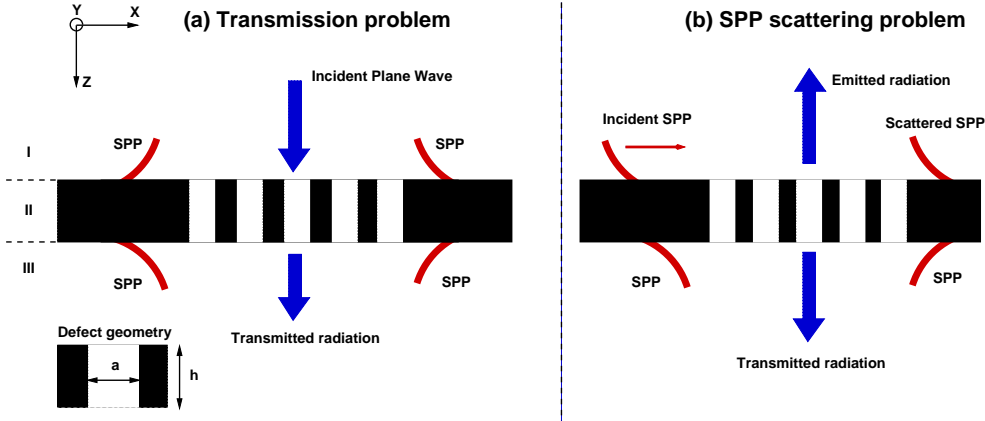 (a) Transmission problem
(b) SPP scattering problem
Y
X
Z
Incident Plane Wave
Emitted radiation
SPP
SPP
Incident SPP
Scattered SPP
I
II
III
SPP
SPP
SPP
SPP
Defect geometry
Transmitted radiation
Transmitted radiation
a
h